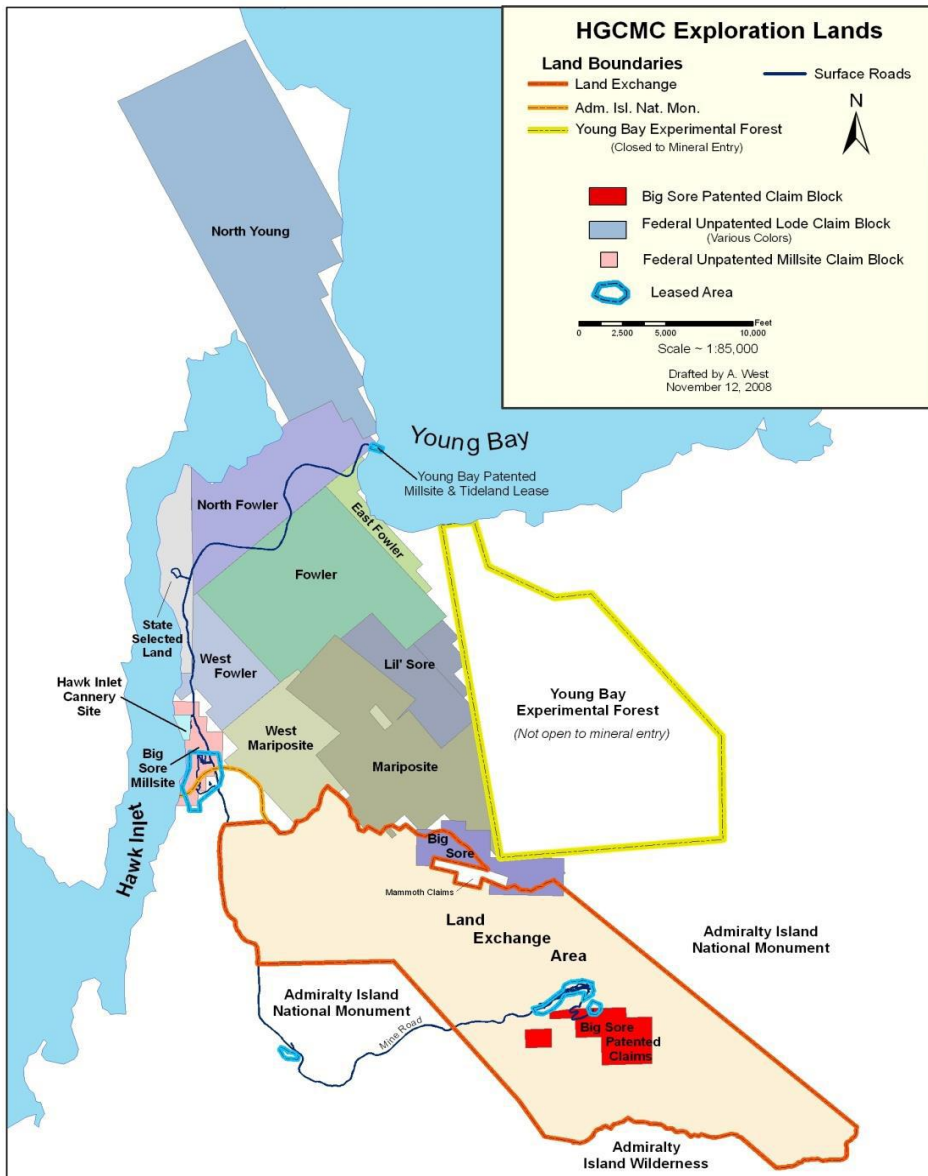 HGCMC Exploration Lands
Land Boundaries
Land Exchange
Adm. Isl. Nat. Mon.
Young Bay Experimental Forest
(Closed to Mineral Entry)
Surface Roads
N
Big Sore Patented Claim Block
Federal Unpatented Lode Claim Block
(Various Colors)
Federal Unpatented Millsite Claim Block
Leased Area
Feet
0 2,500 5,000 10,000
Scale ~ 1:85,000
Drafted by A. West
November 12, 2008
North Young
Young Bay
Young Bay Patented
Millsite & Tideland Lease
North Fowler
East Fowler
Fowler
State
Selected
Land
West
Fowler
Lil' Sore
Hawk Inlet
Cannery
Site
West
Mariposite
Big
Sore
Millsite
Mariposite
Young Bay
Experimental Forest
(Not open to mineral entry)
Hawk Inlet
Big
Sore
Mammoth Claims
Land
Exchange
Area
Admiralty Island
National Monument
Admiralty Island
National Monument
Mine Road
Big Sore
Patented
Claims
Admiralty
Island Wilderness